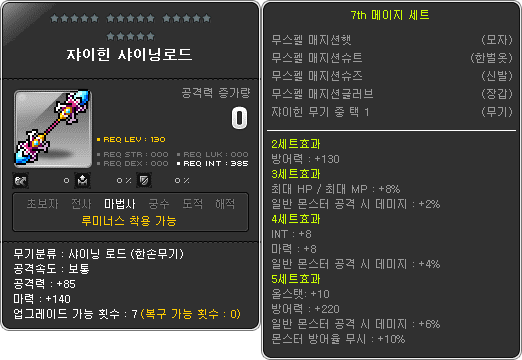 쟈이힌 샤이닝로드
공격력 증가량
0
REQ LEV : 130
REQ STR : 000
REQ LUK : 000
REQ DEX : 000
REQ INT : 385
0
0 %
0 %
초보자 전사 마법사 궁수 도적 해적
루미너스 착용 가능
무기분류 : 샤이닝 로드 (한손무기)
공격속도 : 보통
공격력 : +85
마력 : +140
업그레이드 가능 횟수 : 7 (복구 가능 횟수 : 0)
7th 메이지 세트
무스펠 매지션햇 (모자)
무스펠 매지션슈트 (한벌옷)
무스펠 매지션슈즈 (신발)
무스펠 매지션글러브 (장갑)
쟈이힌 무기 중 택 1 (무기)
2세트효과
방어력 : +130
3세트효과
최대 HP / 최대 MP : +8%
일반 몬스터 공격 시 데미지 : +2%
4세트효과
INT : +8
마력 : +8
일반 몬스터 공격 시 데미지 : +4%
5세트효과
올스탯: +10
방어력 : +220
일반 몬스터 공격 시 데미지 : +6%
몬스터 방어율 무시 : +10%